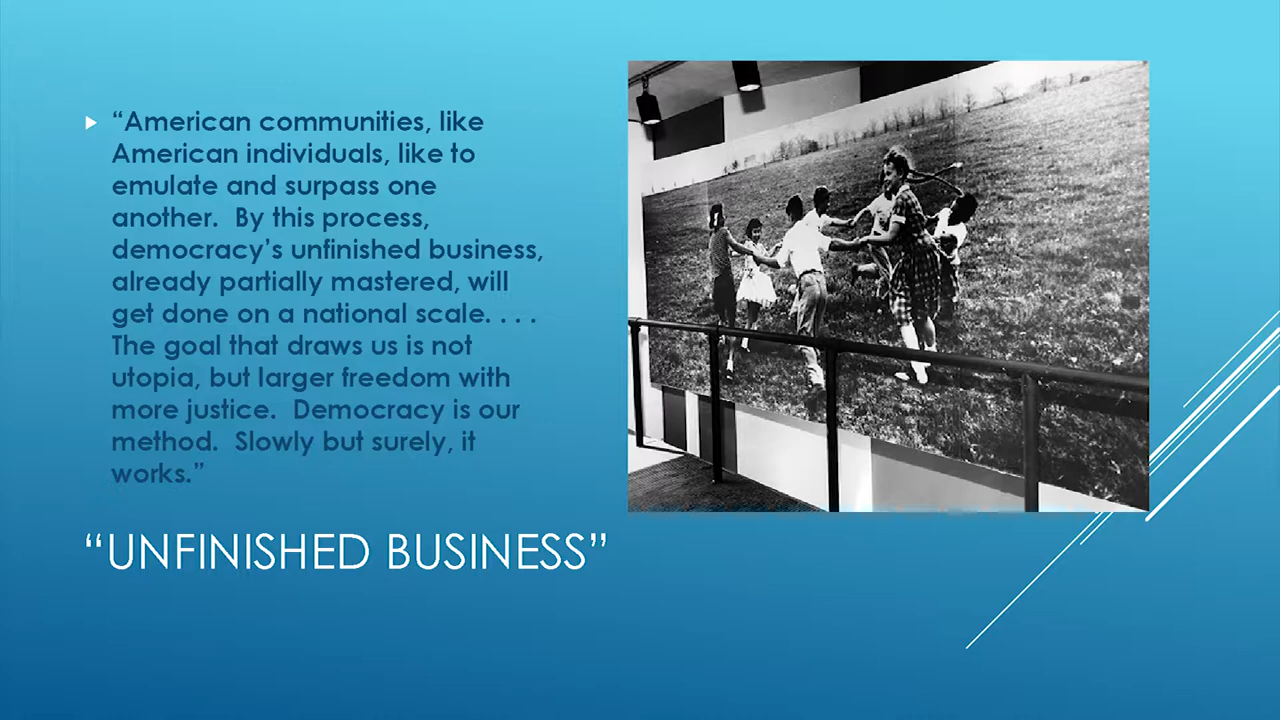 “American communities, like
American individuals, like to
emulate and surpass one
another.  By this process,
democracy’s unfinished business,
already partially mastered, will
get done on a national scale. . . .
The goal that draws us is not
utopia, but larger freedom with
more justice.  Democracy is our
method.  Slowly but surely, it
works.”
“UNFINISHED BUSINESS”